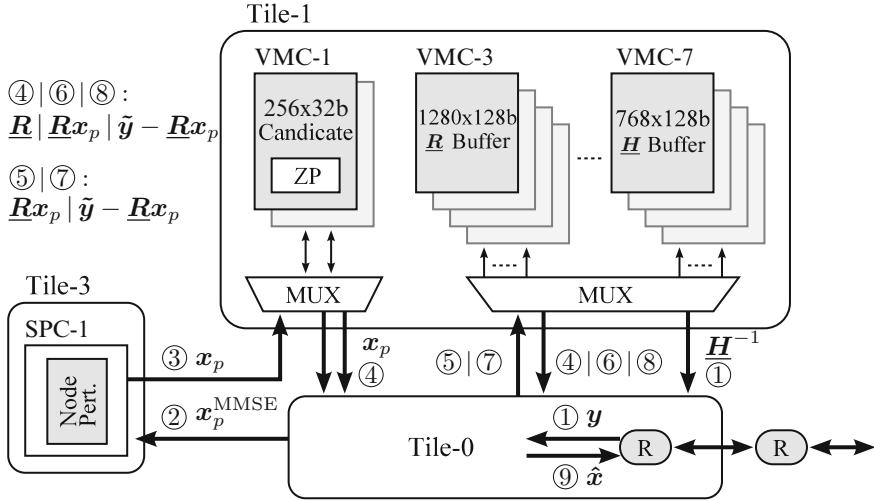 Tile-1
VMC-1
VMC-3
VMC-7
④ | ⑥ | ⑧ :
R | Rxₚ | ỹ − Rxₚ
⑤ | ⑦ :
Rxₚ | ỹ − Rxₚ
256x32b
Candicate
ZP
1280x128b
R Buffer
768x128b
H Buffer
MUX
MUX
Tile-3
SPC-1
Node
Pert.
③ xₚ
② xₚ^MMSE
xₚ
④
⑤ | ⑦
④ | ⑥ | ⑧
H⁻¹
①
Tile-0
① y
⑨ x̂
R
R